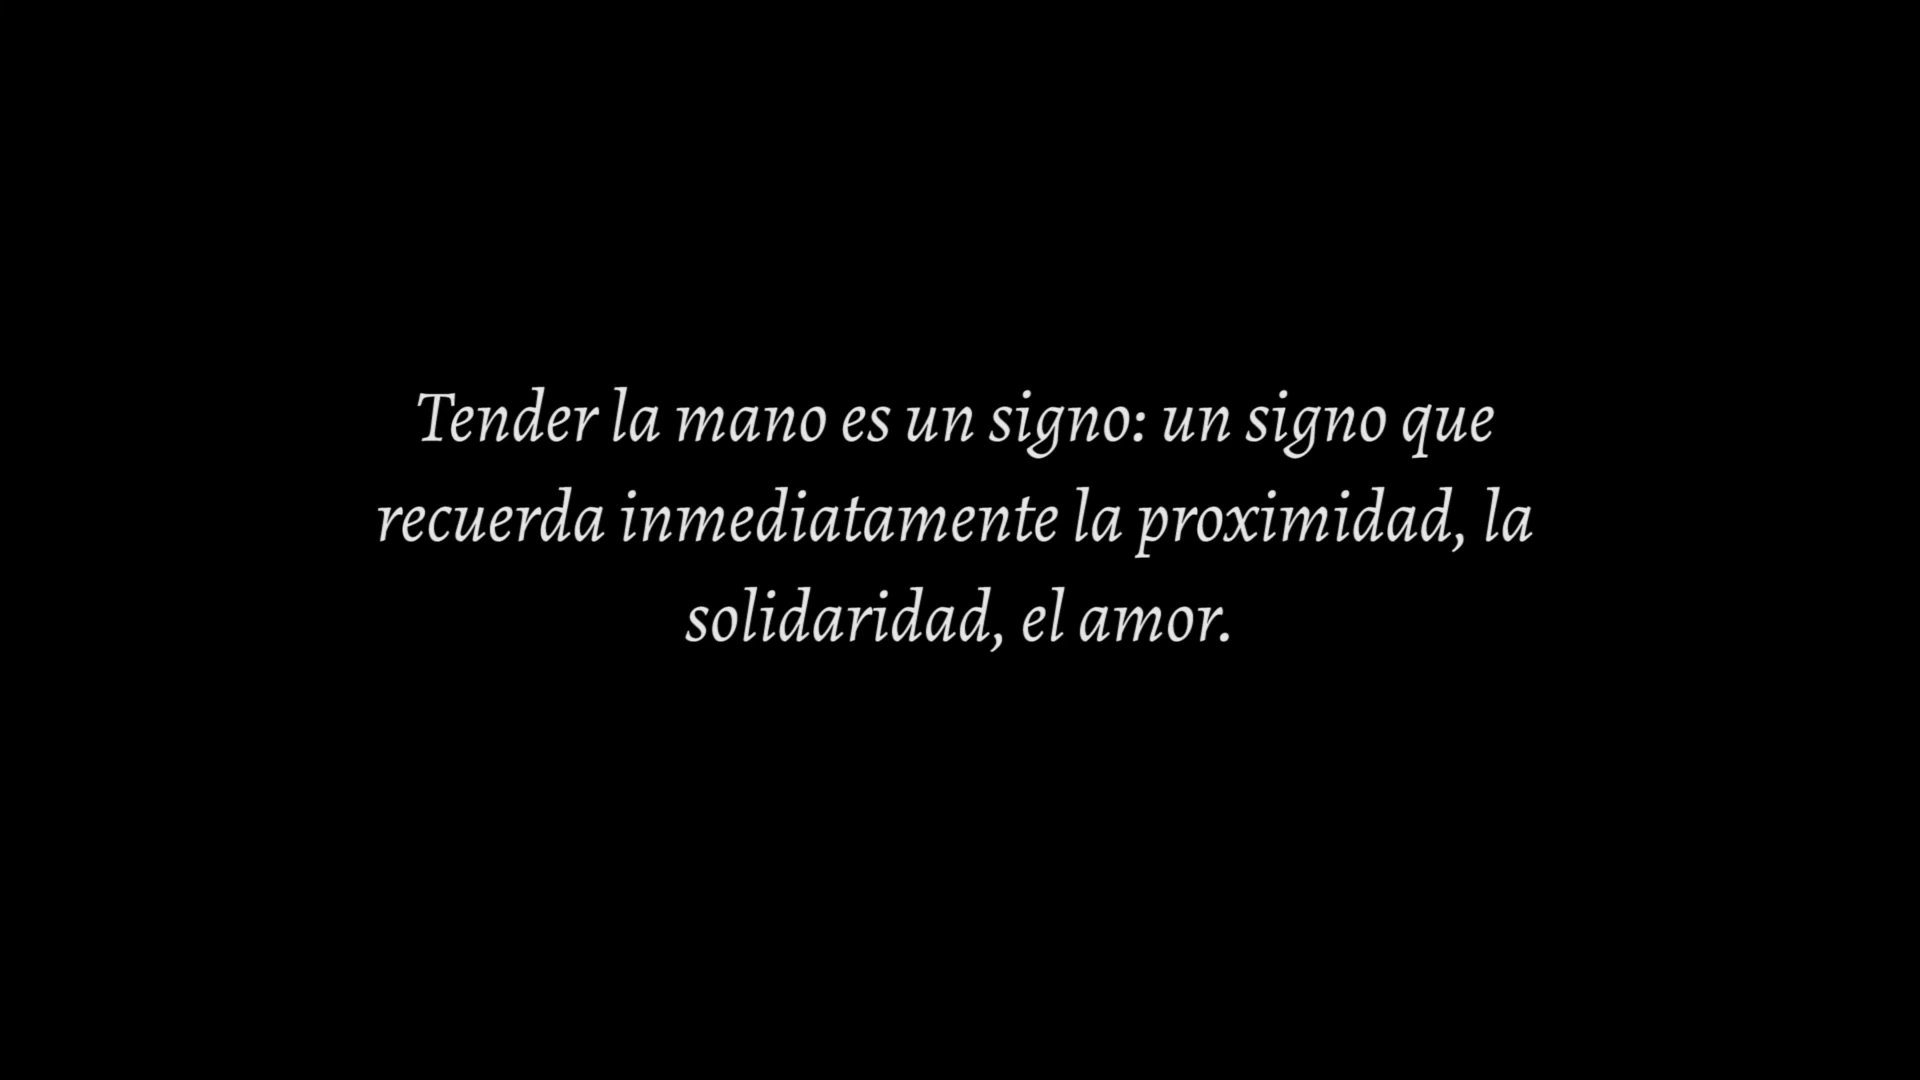 Tender la mano es un signo: un signo que
recuerda inmediatamente la proximidad, la
solidaridad, el amor.